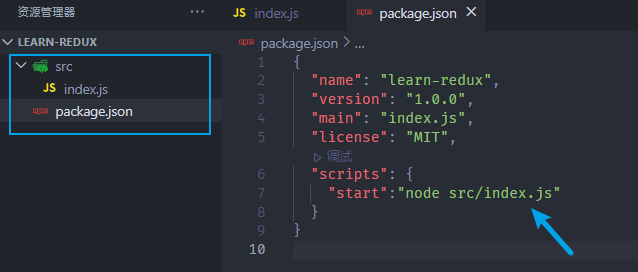 资源管理器 ...
LEARN-REDUX
src
JS index.js
package.json
JS index.js
package.json ×
package.json > ...
1 {
2 "name": "learn-redux",
3 "version": "1.0.0",
4 "main": "index.js",
5 "license": "MIT",
调试
6 "scripts": {
7 "start":"node src/index.js"
8 }
9 }
10